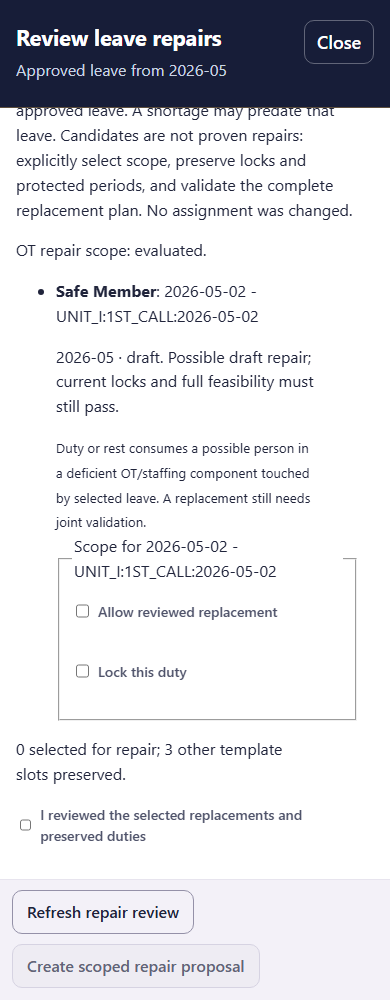 Review leave repairs
Close
Approved leave from 2026-05
approved leave. A shortage may predate that
leave. Candidates are not proven repairs:
explicitly select scope, preserve locks and
protected periods, and validate the complete
replacement plan. No assignment was changed.
OT repair scope: evaluated.
Safe Member: 2026-05-02 -
UNIT_I:1ST_CALL:2026-05-02
2026-05 · draft. Possible draft repair;
current locks and full feasibility must
still pass.
Duty or rest consumes a possible person in
a deficient OT/staffing component touched
by selected leave. A replacement still needs
joint validation.
Scope for 2026-05-02 -
UNIT_I:1ST_CALL:2026-05-02
Allow reviewed replacement
Lock this duty
0 selected for repair; 3 other template
slots preserved.
I reviewed the selected replacements and
preserved duties
Refresh repair review
Create scoped repair proposal